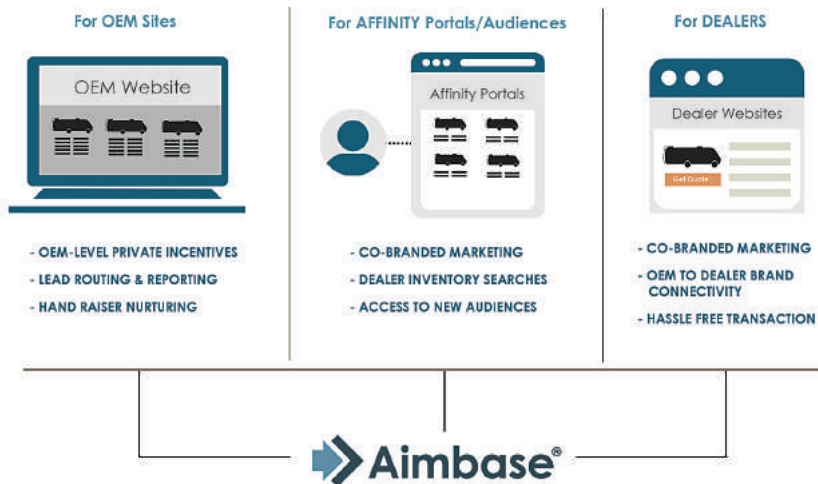 For OEM Sites
OEM Website
- OEM-LEVEL PRIVATE INCENTIVES
- LEAD ROUTING & REPORTING
- HAND RAISER NURTURING
For AFFINITY Portals/Audiences
Affinity Portals
- CO-BRANDED MARKETING
- DEALER INVENTORY SEARCHES
- ACCESS TO NEW AUDIENCES
For DEALERS
Dealer Websites
Get Quote
- CO-BRANDED MARKETING
- OEM TO DEALER BRAND
CONNECTIVITY
- HASSLE FREE TRANSACTION
Aimbase®